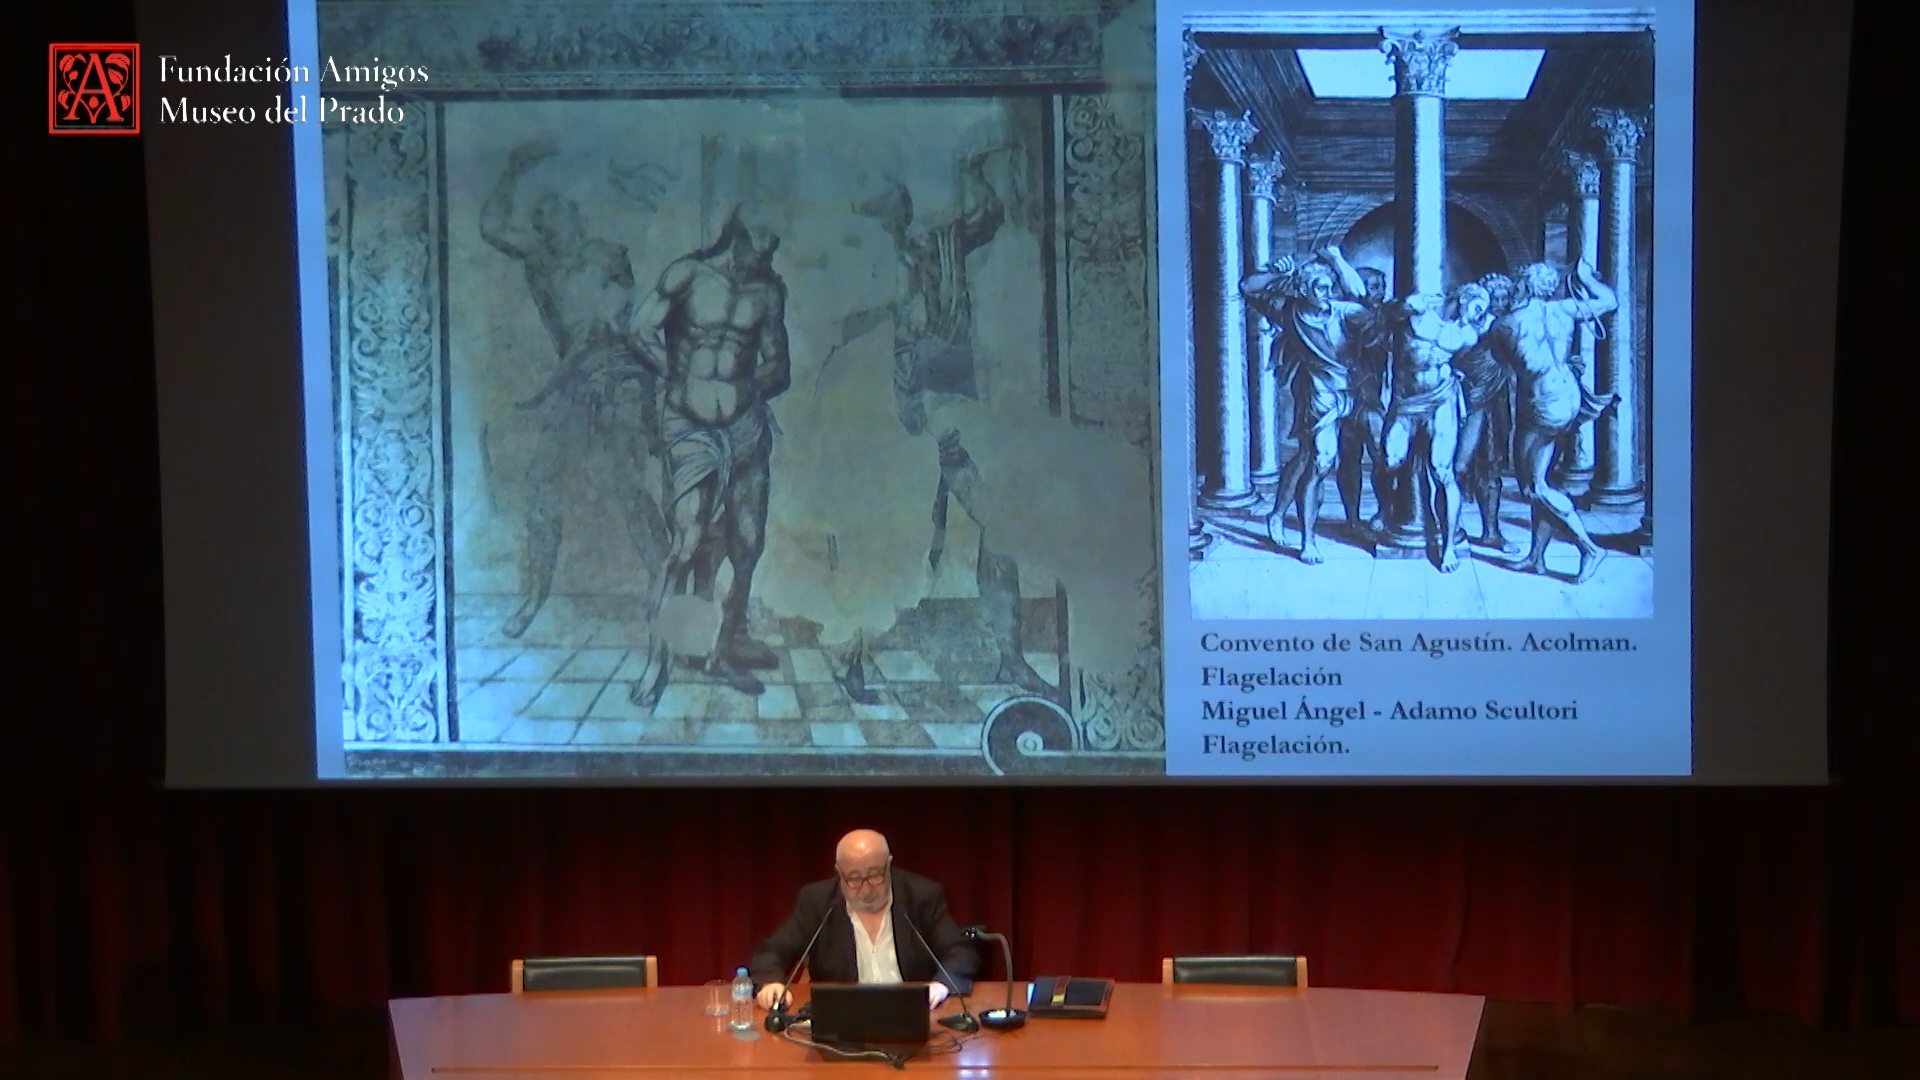 Fundación Amigos
Museo del Prado
Convento de San Agustín. Acolman.
Flagelación
Miguel Ángel - Adamo Scultori
Flagelación.